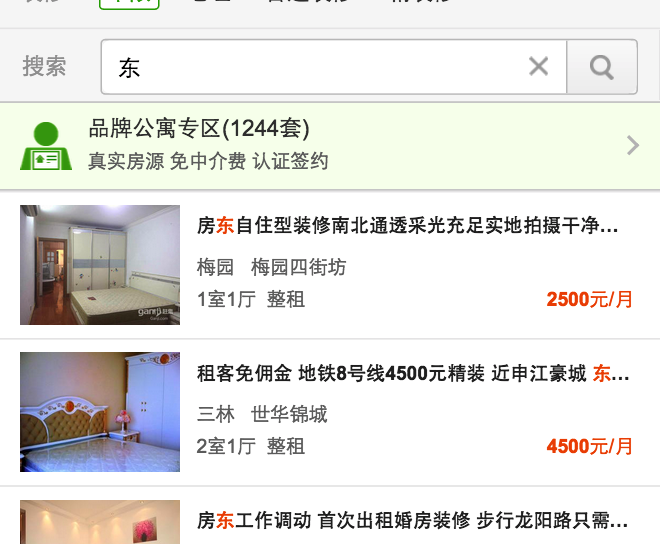 搜索 东
品牌公寓专区(1244套)
真实房源 免中介费 认证签约
房东自住型装修南北通透采光充足实地拍摄干净...
梅园 梅园四街坊
1室1厅 整租 2500元/月
租客免佣金 地铁8号线4500元精装 近申江豪城 东...
三林 世华锦城
2室1厅 整租 4500元/月
房东工作调动 首次出租婚房装修 步行龙阳路只需...